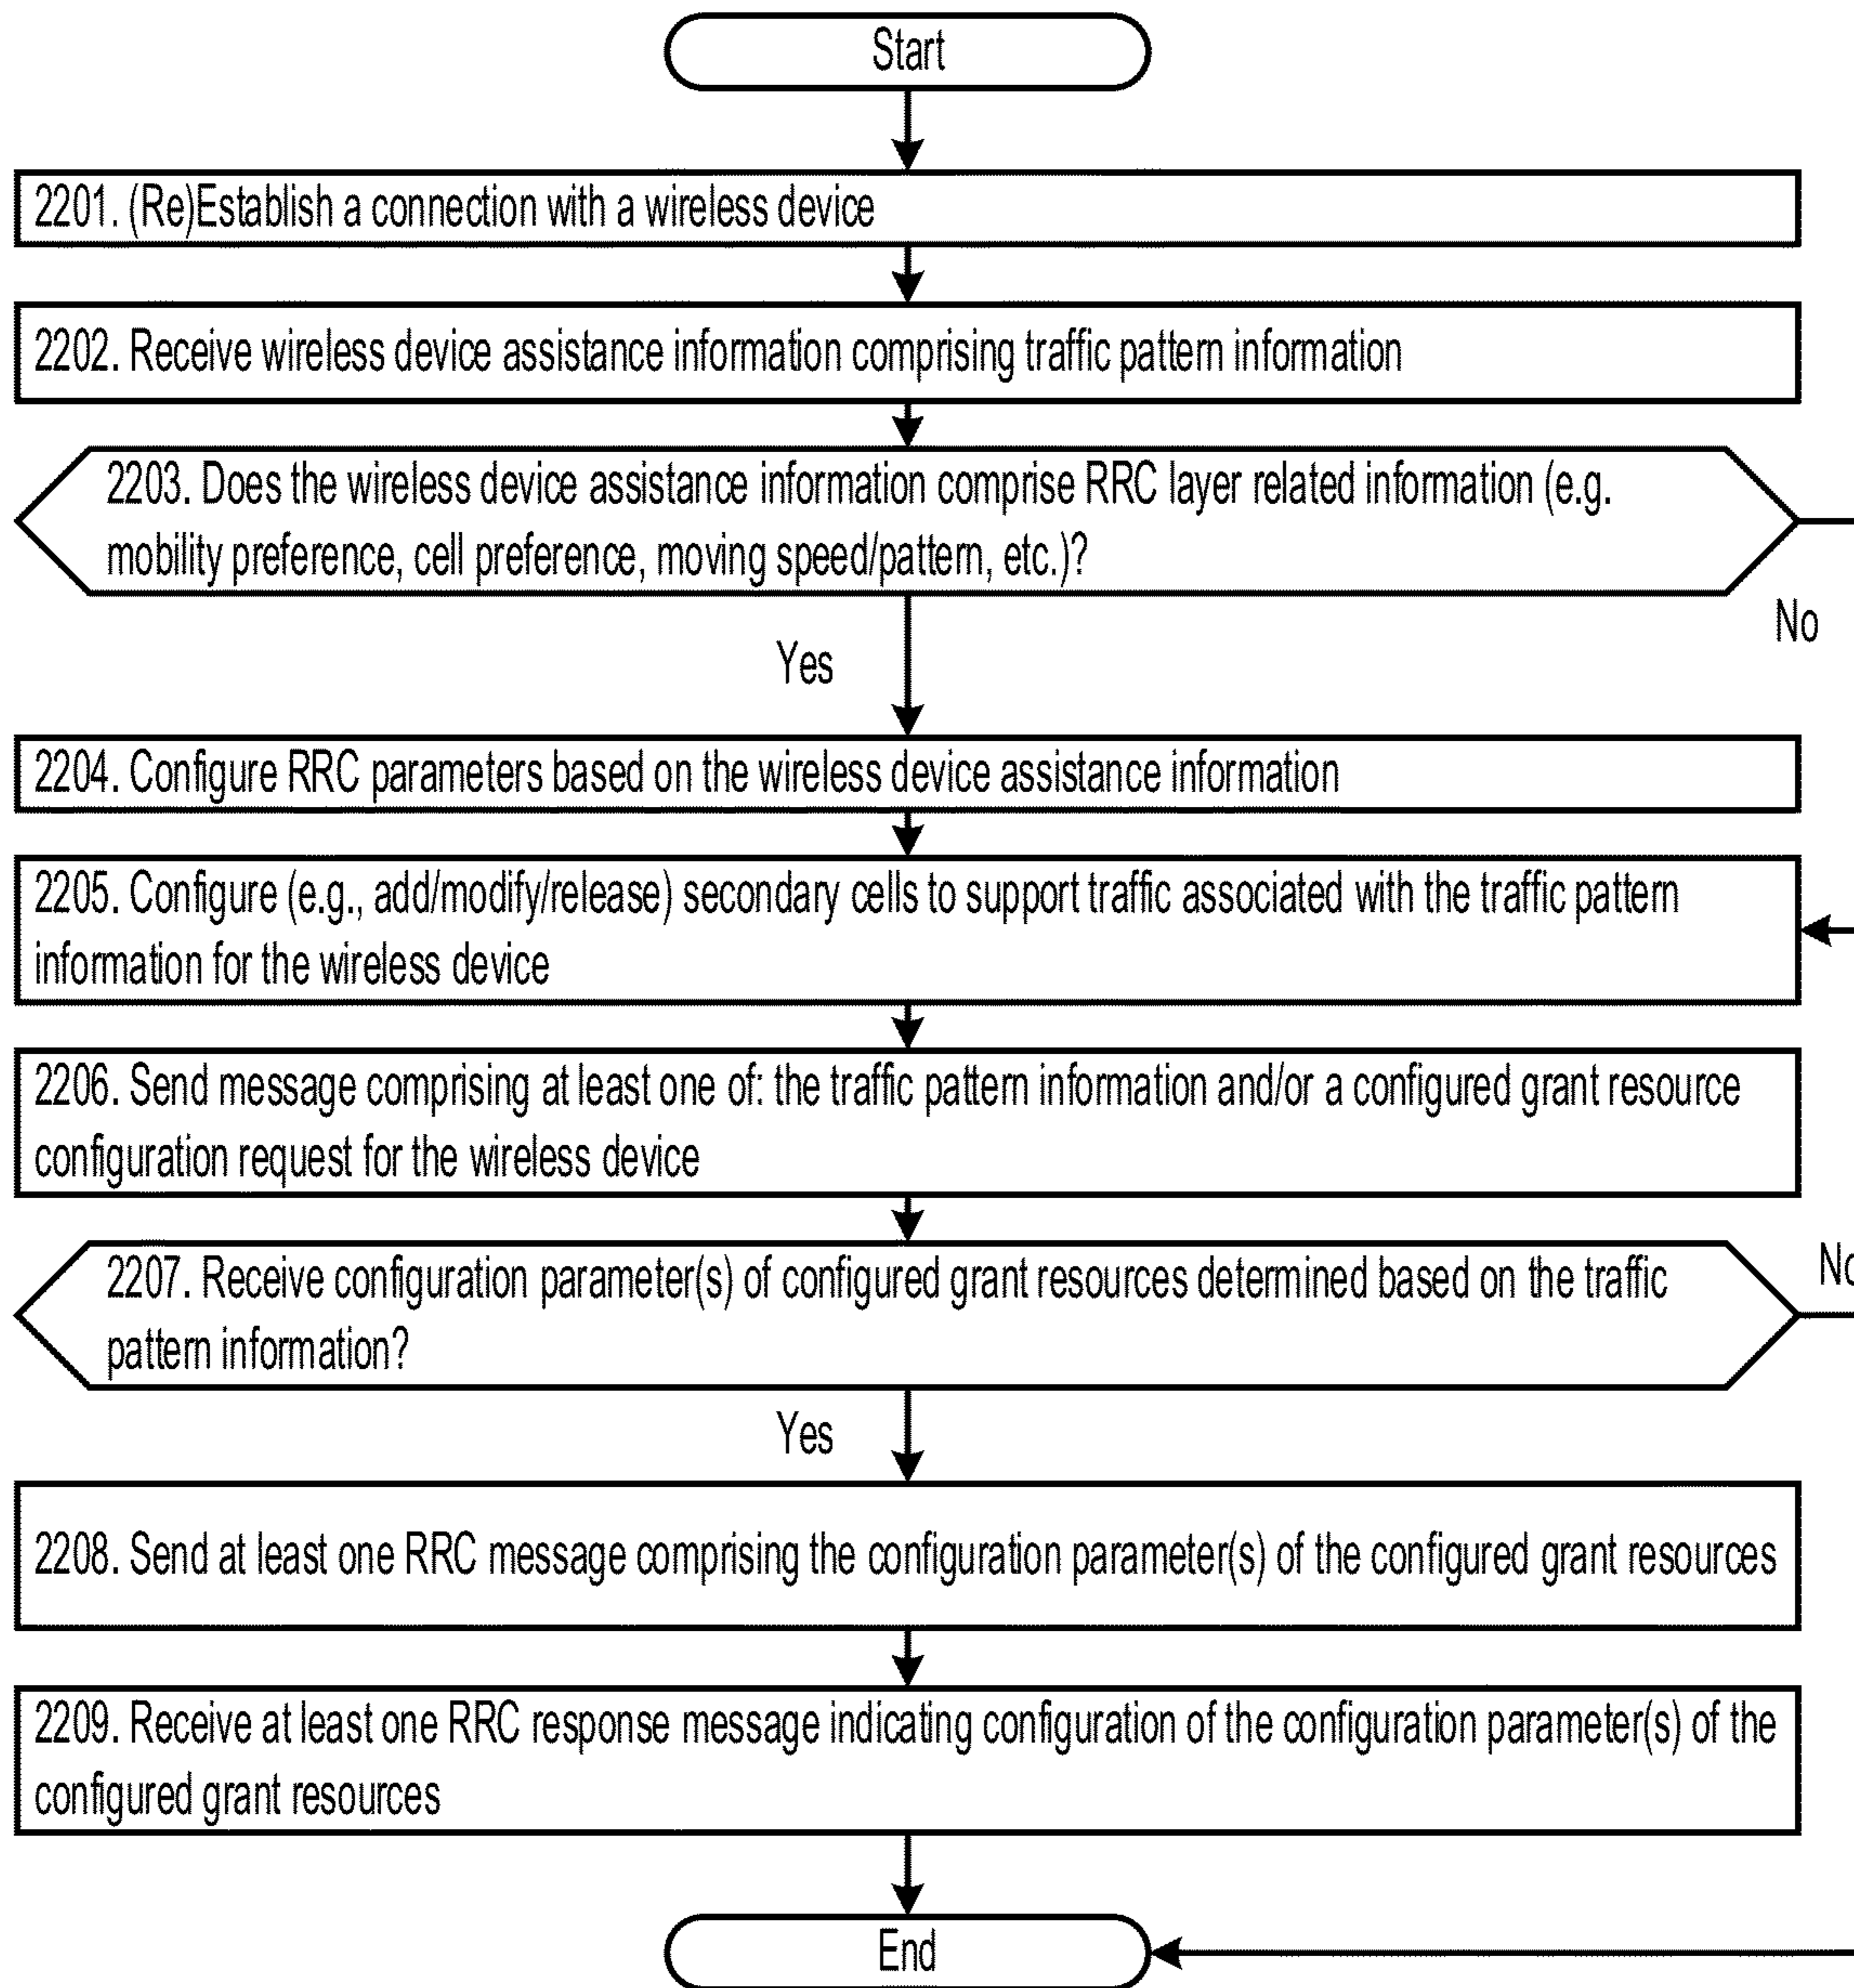 Start
2201. (Re)Establish a connection with a wireless device
2202. Receive wireless device assistance information comprising traffic pattern information
2203. Does the wireless device assistance information comprise RRC layer related information (e.g.
mobility preference, cell preference, moving speed/pattern, etc.)?
No
Yes
2204. Configure RRC parameters based on the wireless device assistance information
2205. Configure (e.g., add/modify/release) secondary cells to support traffic associated with the traffic pattern
information for the wireless device
2206. Send message comprising at least one of: the traffic pattern information and/or a configured grant resource
configuration request for the wireless device
No
2207. Receive configuration parameter(s) of configured grant resources determined based on the traffic
pattern information?
Yes
2208. Send at least one RRC message comprising the configuration parameter(s) of the configured grant resources
2209. Receive at least one RRC response message indicating configuration of the configuration parameter(s) of the
configured grant resources
End